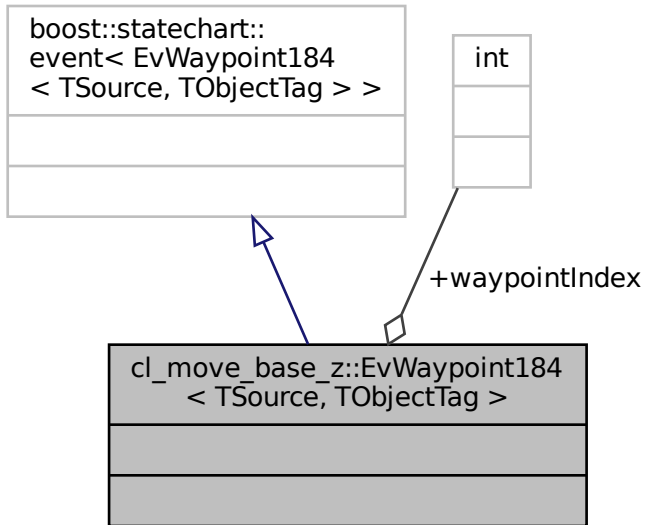 boost::statechart::
event< EvWaypoint184
< TSource, TObjectTag > >
int
+waypointIndex
cl_move_base_z::EvWaypoint184
< TSource, TObjectTag >